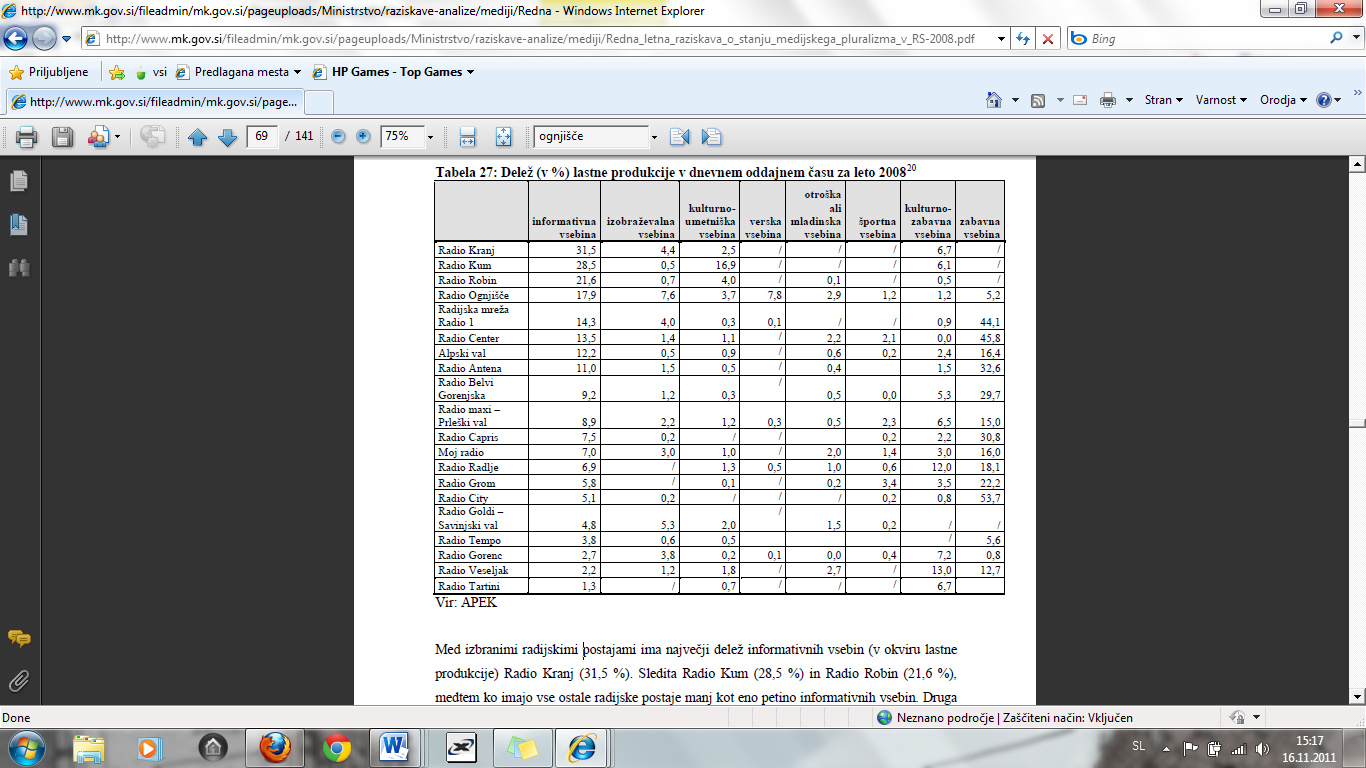 http://www.mk.gov.si/fileadmin/mk.gov.si/pageuploads/Ministrstvo/raziskave-analize/mediji/Redna - Windows Internet Explorer
http://www.mk.gov.si/fileadmin/mk.gov.si/pageuploads/Ministrstvo/raziskave-analize/mediji/Redna_letna_raziskava_o_stanju_medijskega_pluralizma_v_RS-2008.pdf Bing
Priljubljene vsi Predlagana mesta HP Games - Top Games
http://www.mk.gov.si/fileadmin/mk.gov.si/page... Stran Varnost Orodja »
69 / 141 75% ognjišče
Tabela 27: Delež (v %) lastne produkcije v dnevnem oddajnem času za leto 2008²⁰
informativna vsebina izobraževalna vsebina kulturno-umetniška vsebina verska vsebina otroška ali mladinska vsebina športna vsebina kulturno-zabavna vsebina zabavna vsebina
Radio Kranj 31,5 4,4 2,5 / / / 6,7 /
Radio Kum 28,5 0,5 16,9 / / / 6,1 /
Radio Robin 21,6 0,7 4,0 / 0,1 / 0,5 /
Radio Ognjišče 17,9 7,6 3,7 7,8 2,9 1,2 1,2 5,2
Radijska mreža
Radio 1 14,3 4,0 0,3 0,1 / / 0,9 44,1
Radio Center 13,5 1,4 1,1 / 2,2 2,1 0,0 45,8
Alpski val 12,2 0,5 0,9 / 0,6 0,2 2,4 16,4
Radio Antena 11,0 1,5 0,5 / 0,4 1,5 32,6
Radio Belvi /
Gorenjska 9,2 1,2 0,3 0,5 0,0 5,3 29,7
Radio maxi –
Prleški val 8,9 2,2 1,2 0,3 0,5 2,3 6,5 15,0
Radio Capris 7,5 0,2 / / 0,2 2,2 30,8
Moj radio 7,0 3,0 1,0 / 2,0 1,4 3,0 16,0
Radio Radlje 6,9 / 1,3 0,5 1,0 0,6 12,0 18,1
Radio Grom 5,8 / 0,1 / 0,2 3,4 3,5 22,2
Radio City 5,1 0,2 / / / 0,2 0,8 53,7
Radio Goldi – /
Savinjski val 4,8 5,3 2,0 1,5 0,2 / /
Radio Tempo 3,8 0,6 0,5 / 5,6
Radio Gorenc 2,7 3,8 0,2 0,1 0,0 0,4 7,2 0,8
Radio Veseljak 2,2 1,2 1,8 / 2,7 / 13,0 12,7
Radio Tartini 1,3 / 0,7 / / / 6,7
Vir: APEK
Med izbranimi radijskimi postajami ima največji delež informativnih vsebin (v okviru lastne
produkcije) Radio Kranj (31,5 %). Sledita Radio Kum (28,5 %) in Radio Robin (21,6 %),
medtem ko imajo vse ostale radijske postaje manj kot eno petino informativnih vsebin. Druga
Done Neznano področje | Zaščiteni način: Vključen
SL 15:17
16.11.2011